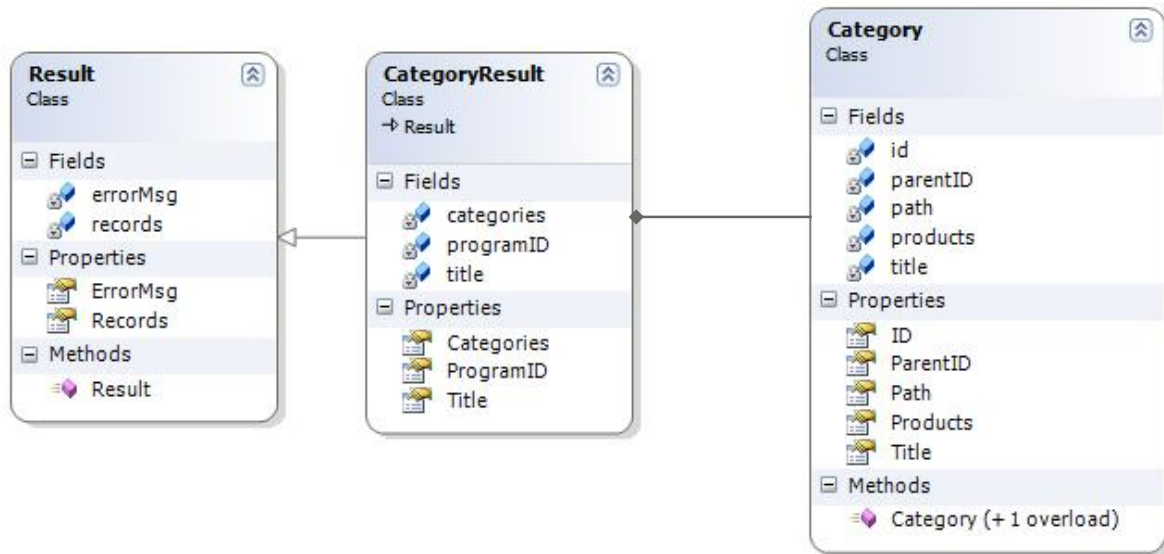 Result
Class
Fields
errorMsg
records
Properties
ErrorMsg
Records
Methods
Result
CategoryResult
Class
Result
Fields
categories
programID
title
Properties
Categories
ProgramID
Title
Category
Class
Fields
id
parentID
path
products
title
Properties
ID
ParentID
Path
Products
Title
Methods
Category (+ 1 overload)